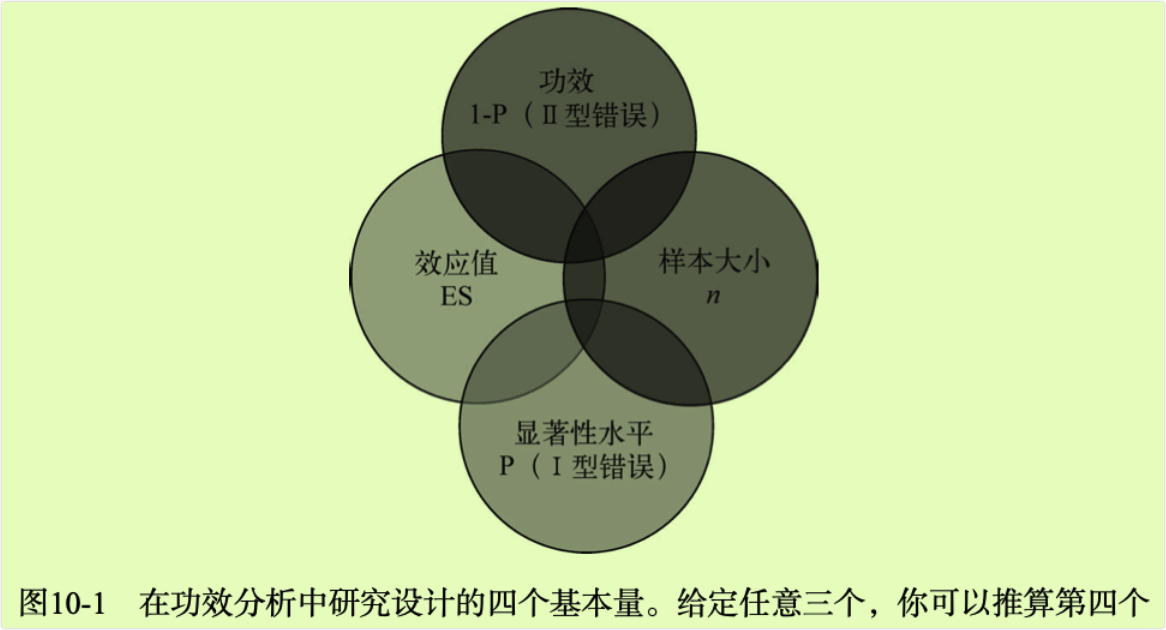 功效
1-P（Ⅱ型错误）
效应值
ES
样本大小
n
显著性水平
P（Ⅰ型错误）
图10-1 在功效分析中研究设计的四个基本量。给定任意三个，你可以推算第四个